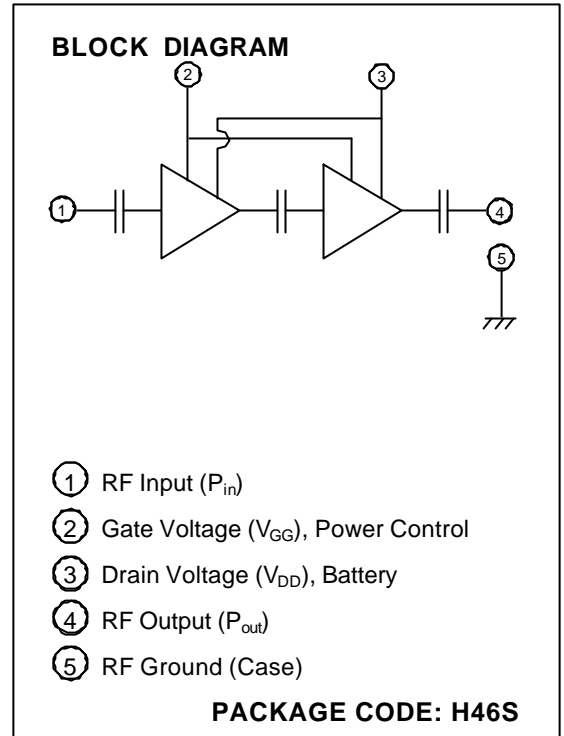 BLOCK DIAGRAM
2 3
1 4
5
1 RF Input (Pin)
2 Gate Voltage (VGG), Power Control
3 Drain Voltage (VDD), Battery
4 RF Output (Pout)
5 RF Ground (Case)
PACKAGE CODE: H46S